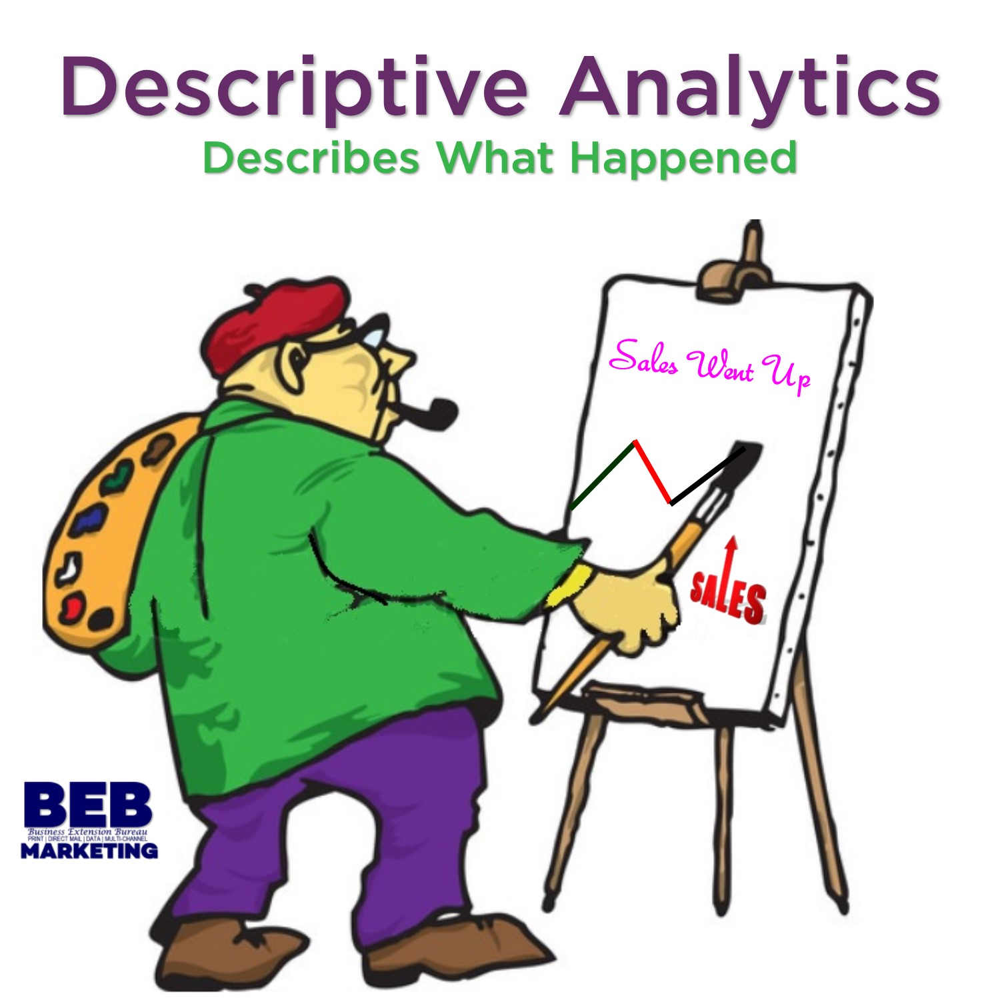 Descriptive Analytics
Describes What Happened
Sales Went Up
SALES
BEB
Business Extension Bureau
PRINT | DIRECT MAIL | DATA | MULTI-CHANNEL
MARKETING